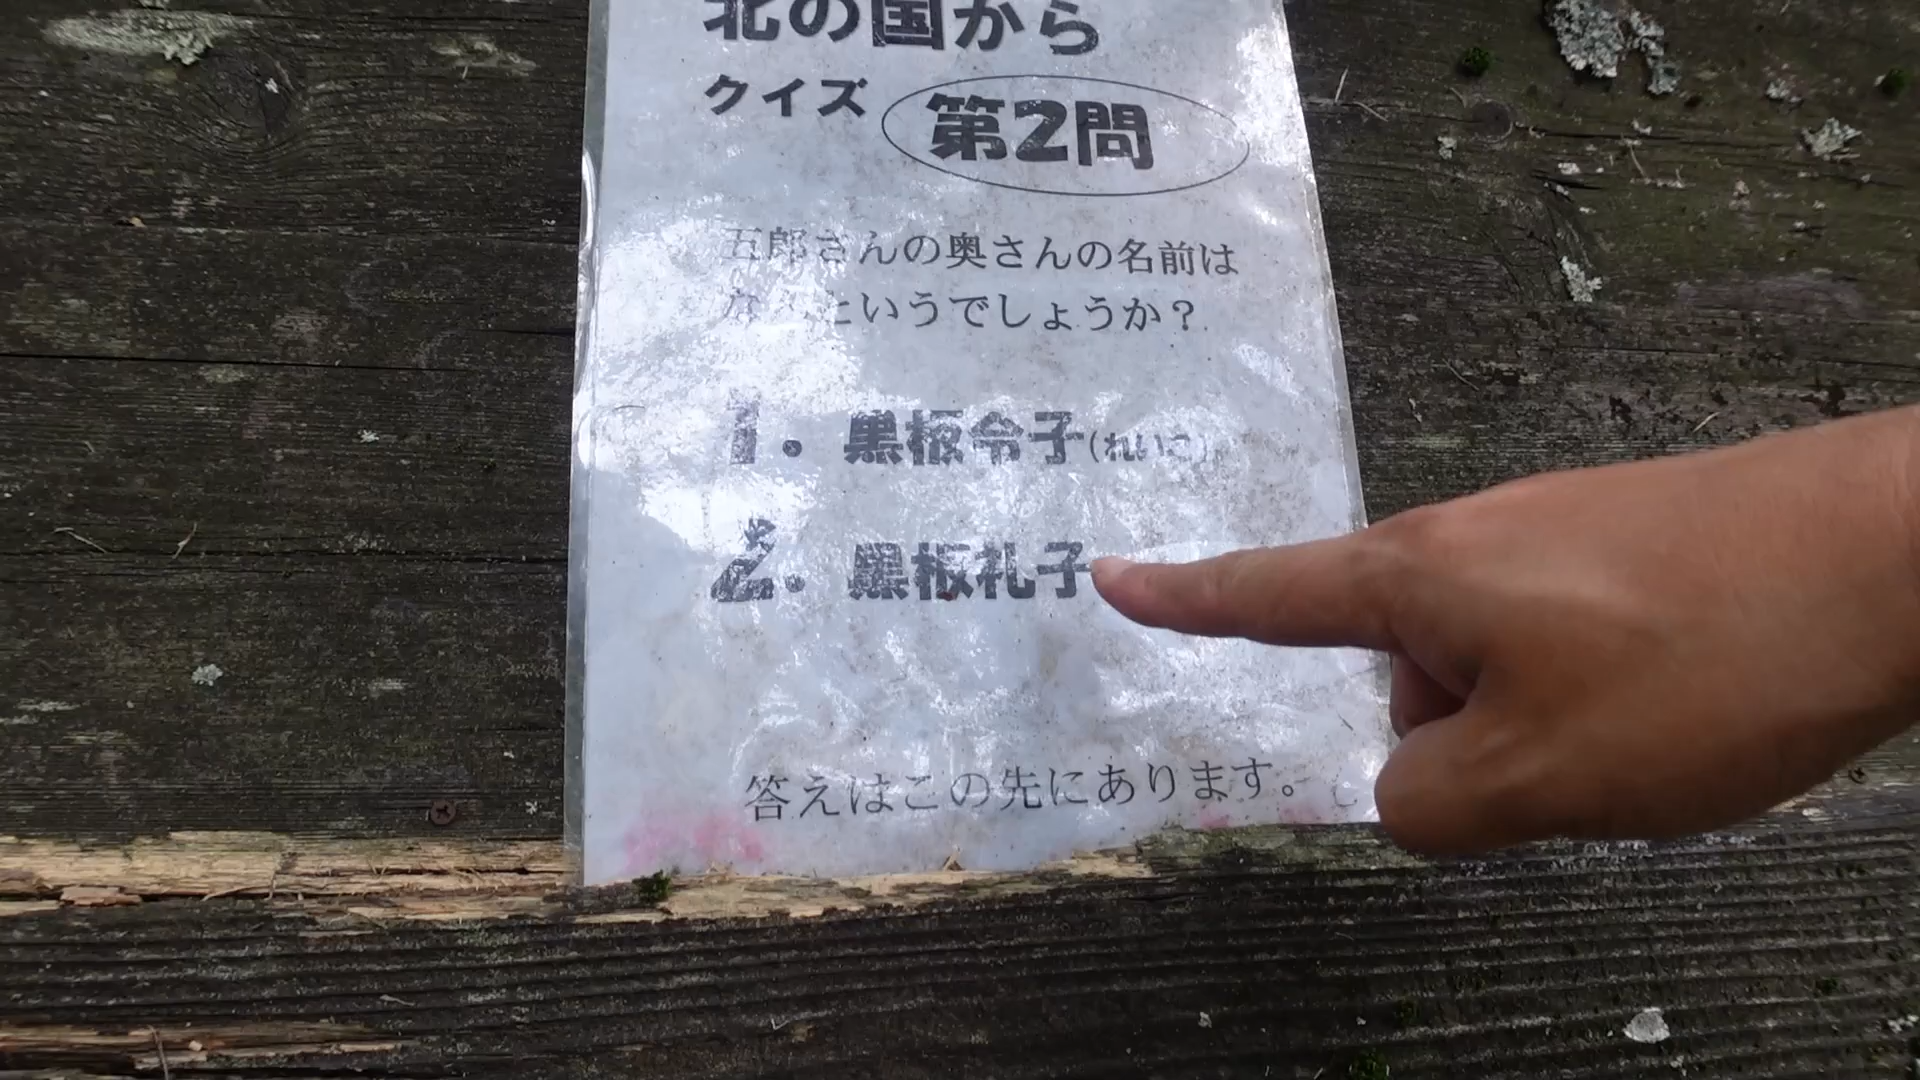 北の国から
クイズ 第2問
五郎さんの奥さんの名前は
なんというでしょうか?
1. 黒板令子(れいこ)
2. 黒板礼子
答えはこの先にあります。